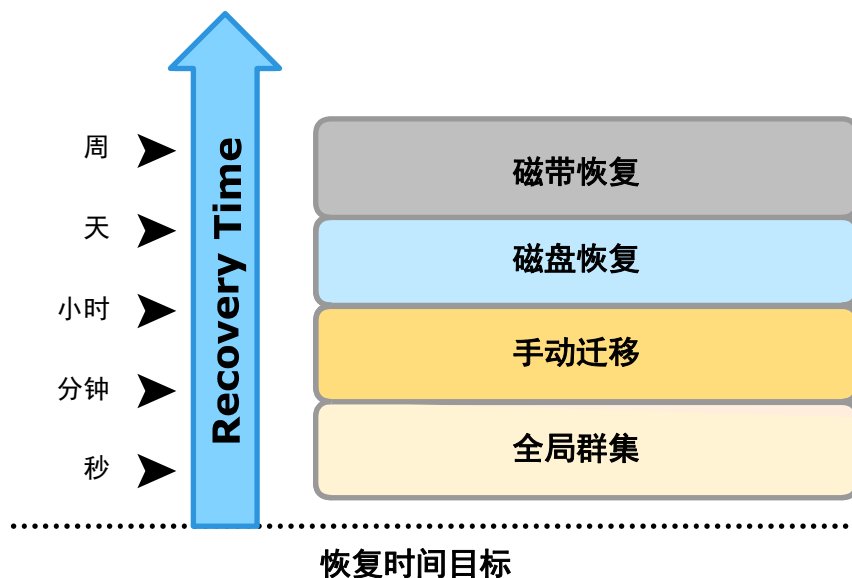 周
天
小时
分钟
秒
Recovery Time
磁带恢复
磁盘恢复
手动迁移
全局群集
恢复时间目标